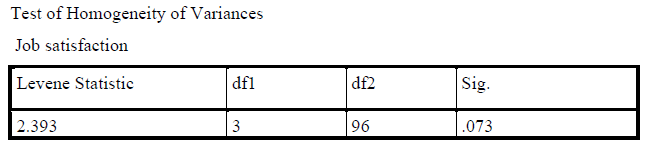 Test of Homogeneity of Variances
Job satisfaction
Levene Statistic df1 df2 Sig.
2.393 3 96 .073